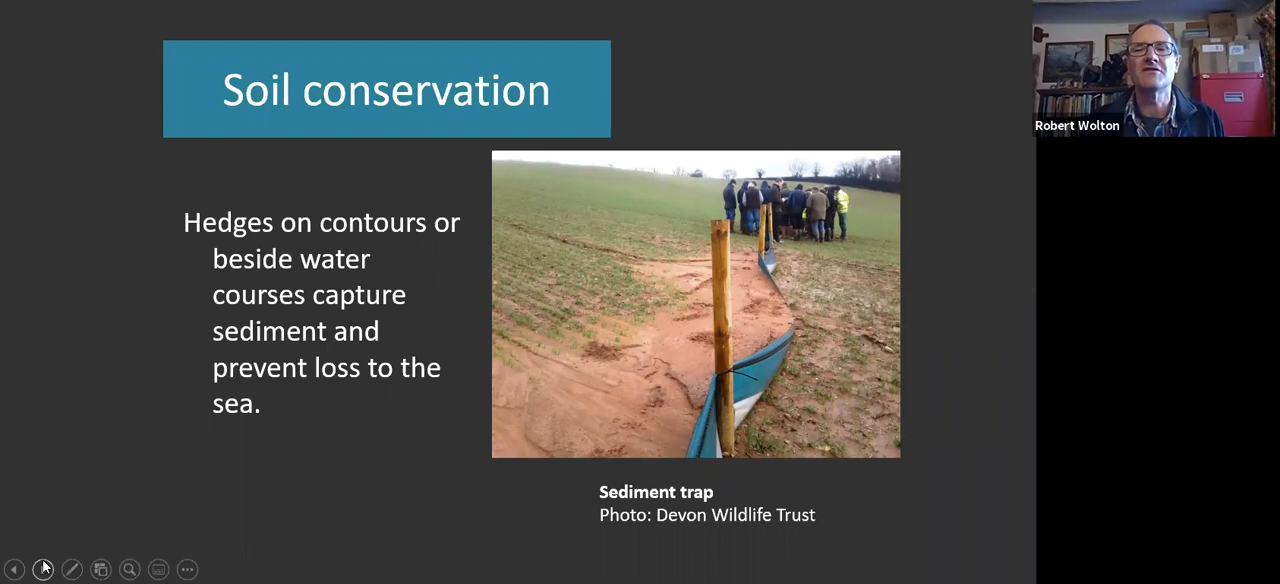 Soil conservation
Robert Wolton
Hedges on contours or
beside water
courses capture
sediment and
prevent loss to the
sea.
Sediment trap
Photo: Devon Wildlife Trust